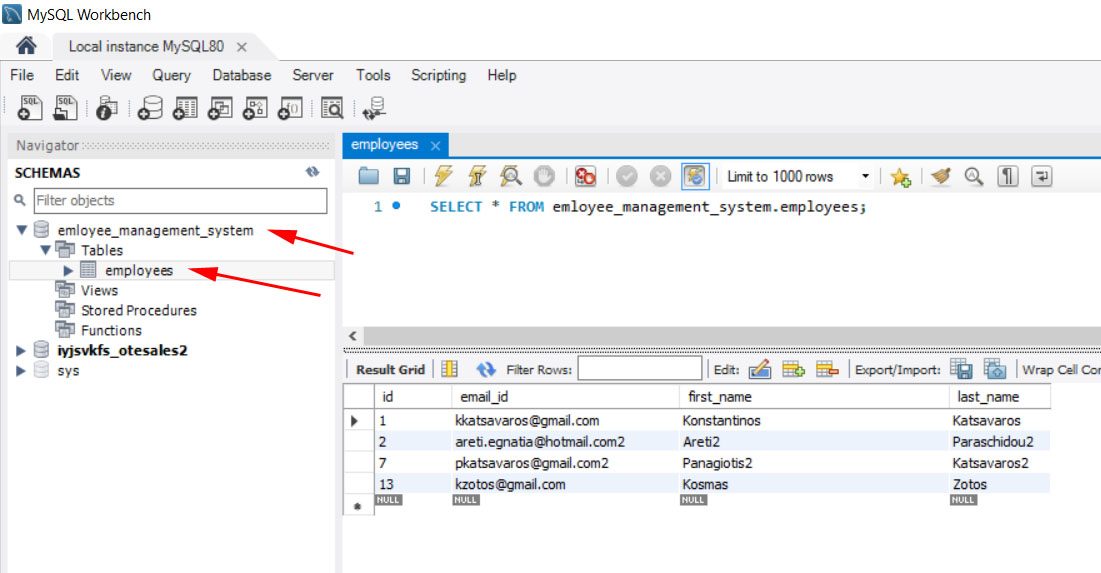 MySQL Workbench
Local instance MySQL80
File Edit View Query Database Server Tools Scripting Help
SQL SQL
Navigator
SCHEMAS
Filter objects
emloyee_management_system
Tables
employees
Views
Stored Procedures
Functions
iyjsvkfs_otesales2
sys
employees
Limit to 1000 rows
1 SELECT * FROM emloyee_management_system.employees;
Result Grid Filter Rows: Edit: Export/Import: Wrap Cell Cor
id email_id first_name last_name
1 kkatsavaros@gmail.com Konstantinos Katsavaros
2 areti.egnatia@hotmail.com2 Areti2 Paraschidou2
7 pkatsavaros@gmail.com2 Panagiotis2 Katsavaros2
13 kzotos@gmail.com Kosmas Zotos
NULL NULL NULL NULL